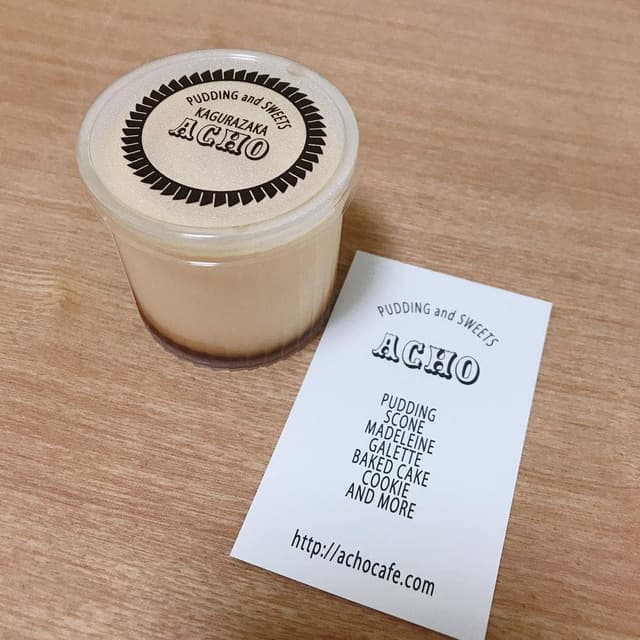 PUDDING and SWEETS
KAGURAZAKA
ACHO
PUDDING and SWEETS
ACHO
PUDDING
SCONE
MADELEINE
GALETTE
BAKED CAKE
COOKIE
AND MORE
http://achocafe.com